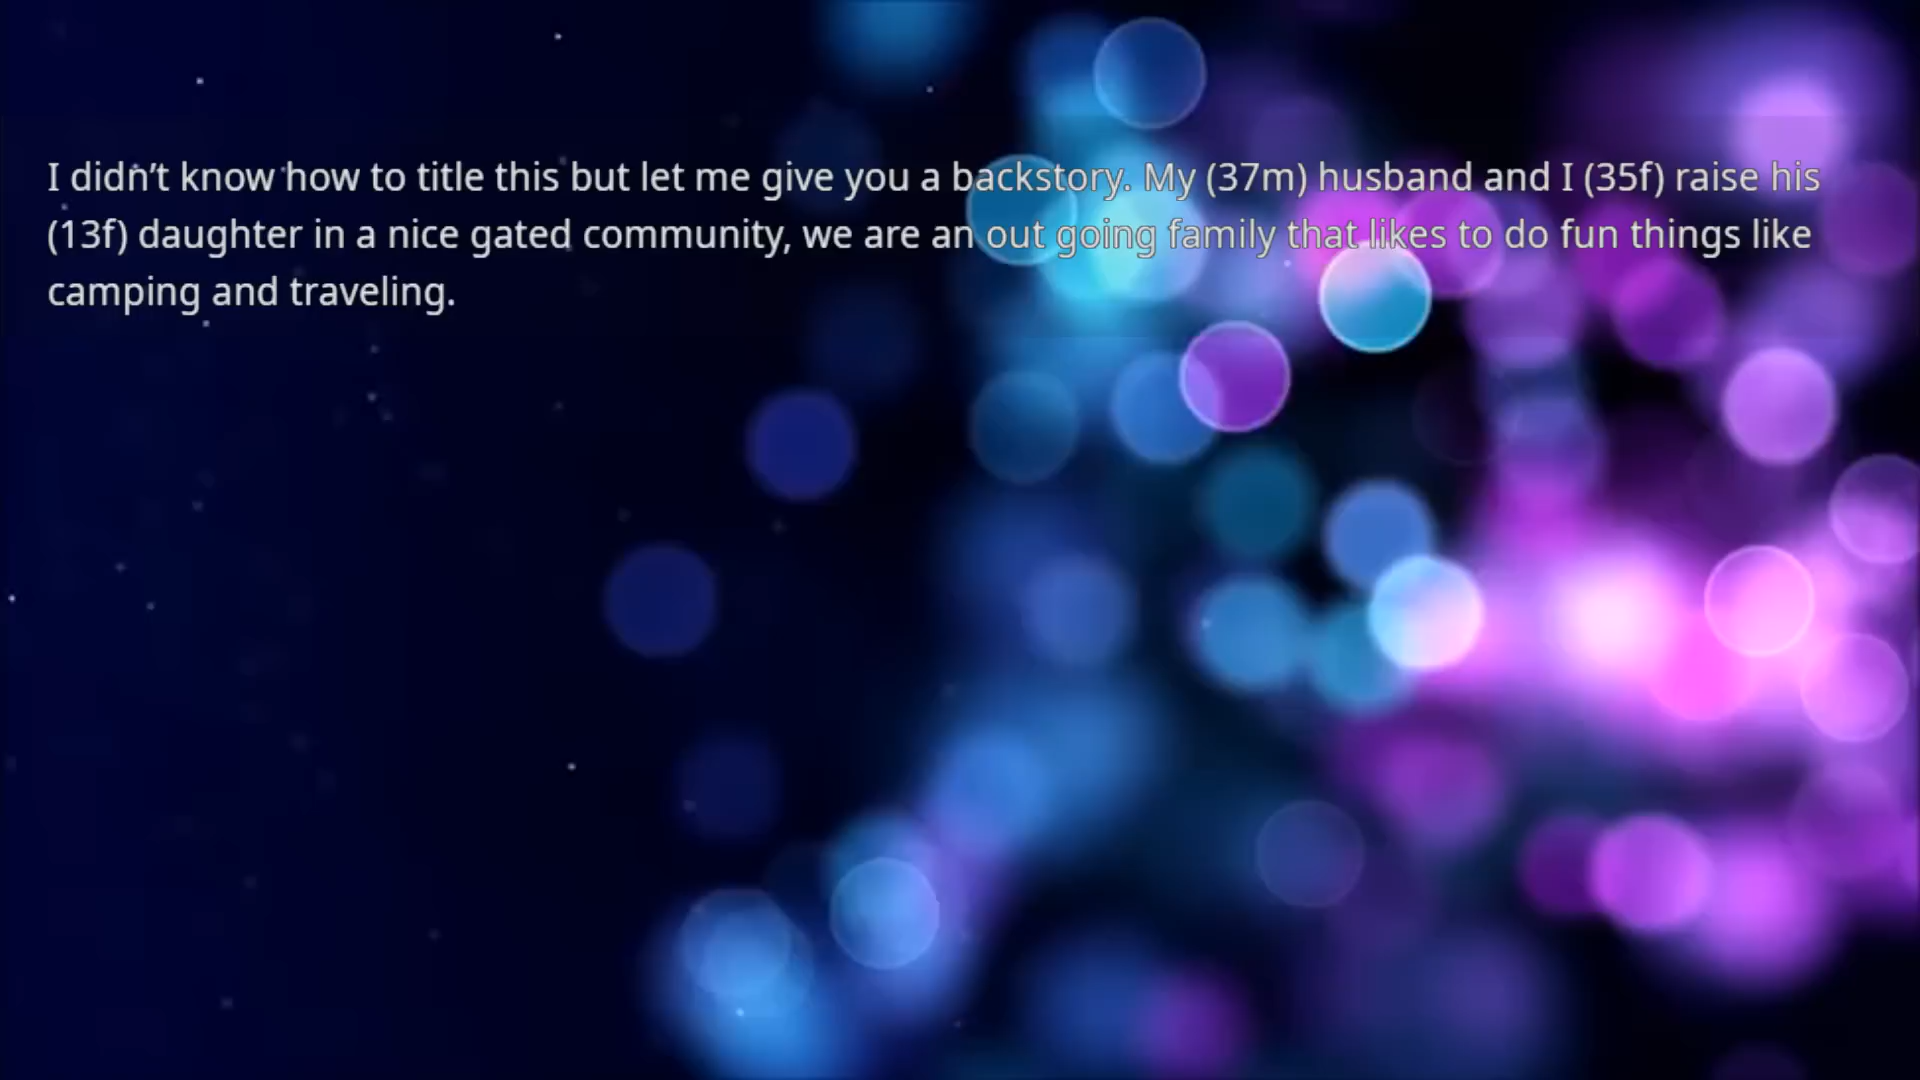 I didn’t know how to title this but let me give you a backstory. My (37m) husband and I (35f) raise his
(13f) daughter in a nice gated community, we are an out going family that likes to do fun things like
camping and traveling.